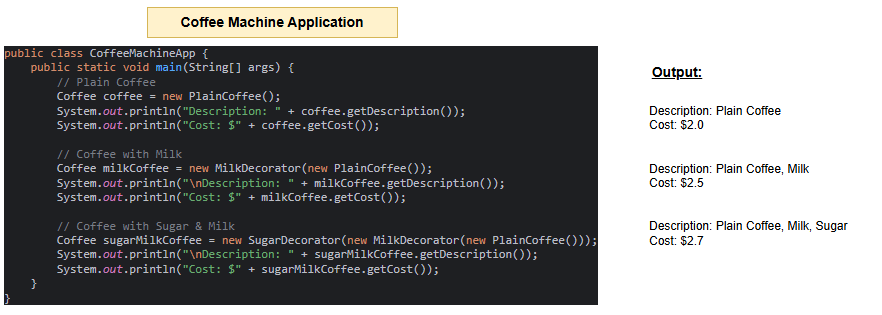 Coffee Machine Application
public class CoffeeMachineApp {
    public static void main(String[] args) {
        // Plain Coffee
        Coffee coffee = new PlainCoffee();
        System.out.println("Description: " + coffee.getDescription());
        System.out.println("Cost: $" + coffee.getCost());

        // Coffee with Milk
        Coffee milkCoffee = new MilkDecorator(new PlainCoffee());
        System.out.println("\nDescription: " + milkCoffee.getDescription());
        System.out.println("Cost: $" + milkCoffee.getCost());

        // Coffee with Sugar & Milk
        Coffee sugarMilkCoffee = new SugarDecorator(new MilkDecorator(new PlainCoffee()));
        System.out.println("\nDescription: " + sugarMilkCoffee.getDescription());
        System.out.println("Cost: $" + sugarMilkCoffee.getCost());
    }
}
Output:
Description: Plain Coffee
Cost: $2.0
Description: Plain Coffee, Milk
Cost: $2.5
Description: Plain Coffee, Milk, Sugar
Cost: $2.7